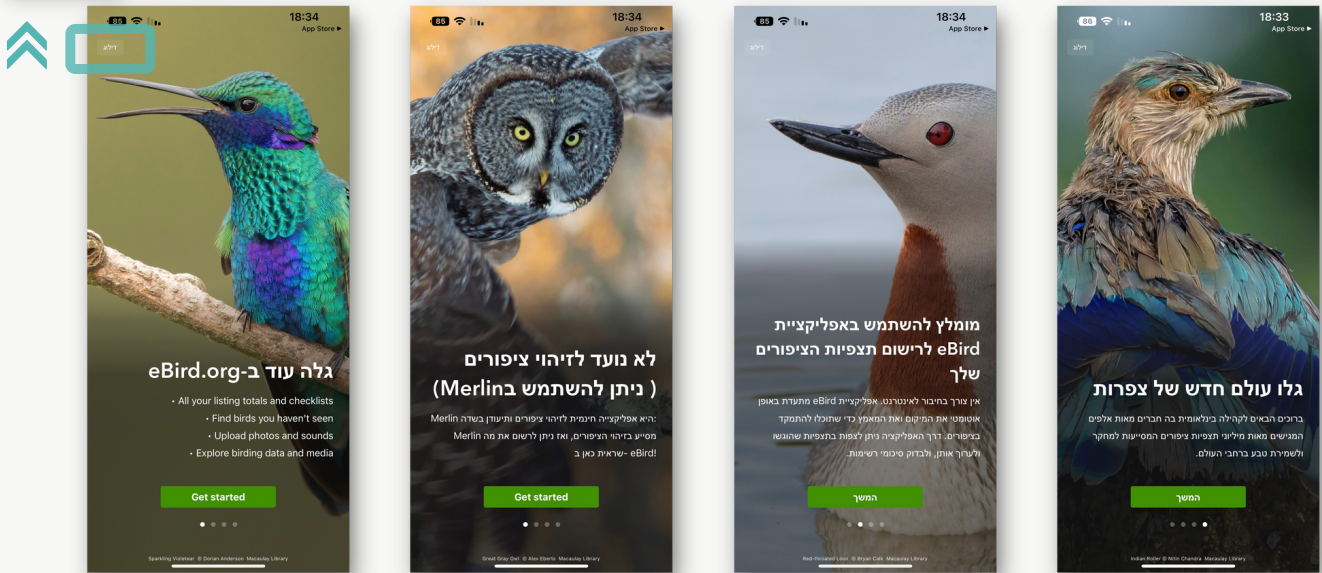 18:33
86
App Store ►
דילוג
גלו עולם חדש של צפרות
ברוכים הבאים לקהילה בינלאומית בה חברים מאות אלפים
המגישים מאות מיליוני תצפיות ציפורים המסייעות למחקר
ולשמירת טבע ברחבי העולם.
המשך
Indian Roller © Nitin Chandra Macaulay Library
18:34
85
App Store ►
דילוג
מומלץ להשתמש באפליקציית
eBird לרישום תצפיות הציפורים
שלך
אין צורך בחיבור לאינטרנט. אפליקציית eBird מתעדת באופן
אוטומטי את המיקום ואת המאמץ כדי שתוכלו להתמקד
בציפורים. דרך האפליקציה ניתן לצפות בתצפיות שהוגשו
ולערוך אותן, ולבדוק סיכומי רשימות.
המשך
Red-throated Loon © Bryan Calk Macaulay Library
18:34
85
App Store ►
דילוג
לא נועד לזיהוי ציפורים
( ניתן להשתמש בMerlin)
:היא אפליקצייה חינמית לזיהוי ציפורים ותיעודן בשדה Merlin
מסייע בזיהוי הציפורים, ואז ניתן לרשום את מה Merlin
!eBird -שראית כאן ב
Get started
Great Gray Owl © Alex Eberts Macaulay Library
18:34
85
App Store ►
דילוג
גלה עוד ב-eBird.org
• All your listing totals and checklists
• Find birds you haven't seen
• Upload photos and sounds
• Explore birding data and media
Get started
Sparkling Violetear © Dorian Anderson Macaulay Library